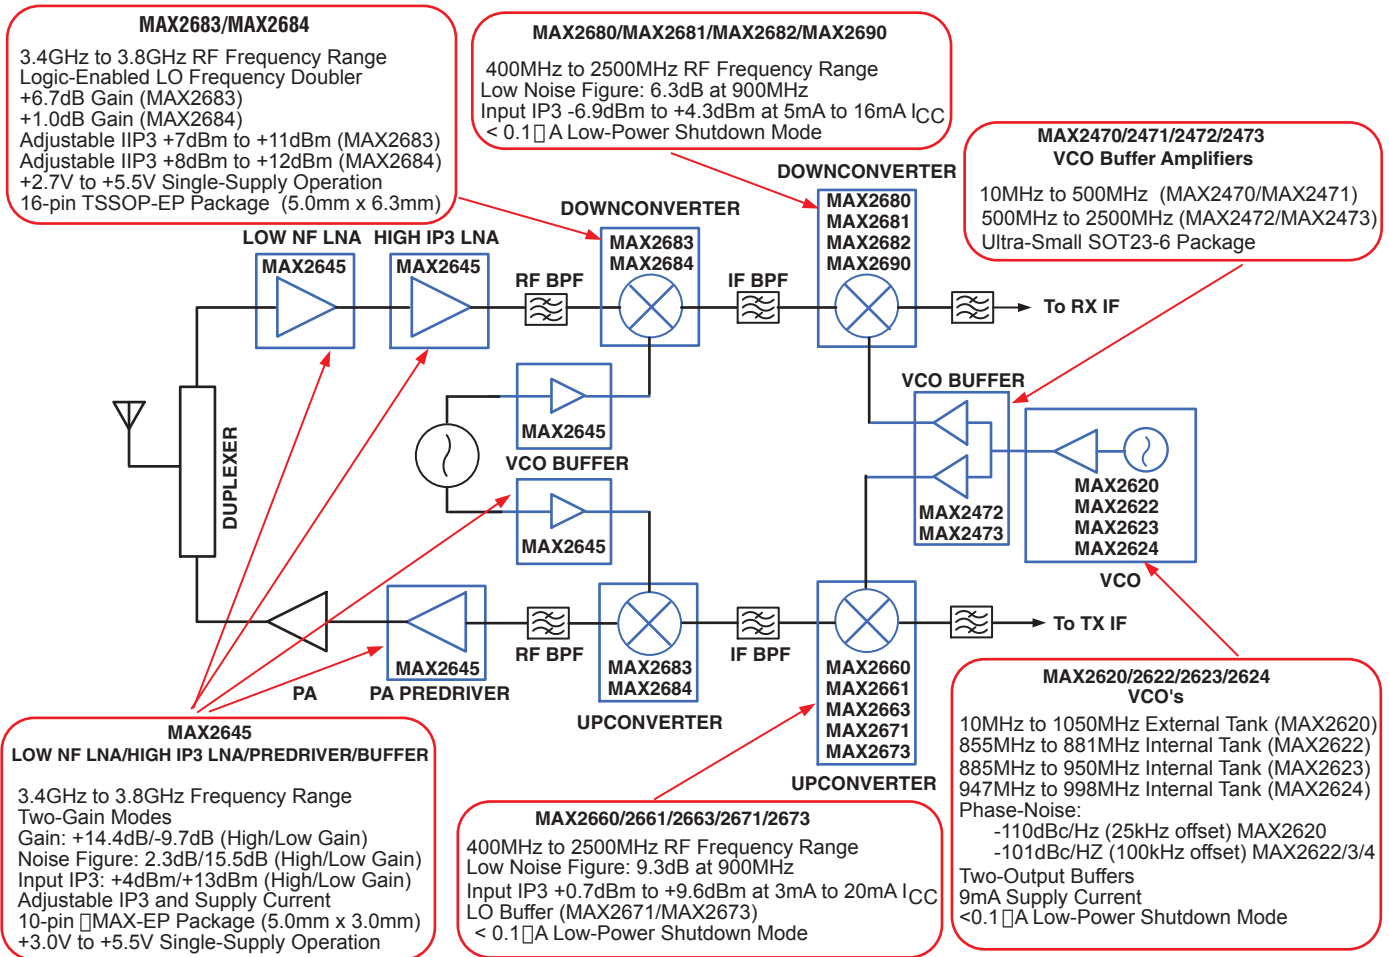 MAX2683/MAX2684
3.4GHz to 3.8GHz RF Frequency Range
Logic-Enabled LO Frequency Doubler
+6.7dB Gain (MAX2683)
+1.0dB Gain (MAX2684)
Adjustable IIP3 +7dBm to +11dBm (MAX2683)
Adjustable IIP3 +8dBm to +12dBm (MAX2684)
+2.7V to +5.5V Single-Supply Operation
16-pin TSSOP-EP Package (5.0mm x 6.3mm)
MAX2680/MAX2681/MAX2682/MAX2690
400MHz to 2500MHz RF Frequency Range
Low Noise Figure: 6.3dB at 900MHz
Input IP3 -6.9dBm to +4.3dBm at 5mA to 16mA ICC
< 0.1▯A Low-Power Shutdown Mode
MAX2470/2471/2472/2473
VCO Buffer Amplifiers
10MHz to 500MHz (MAX2470/MAX2471)
500MHz to 2500MHz (MAX2472/MAX2473)
Ultra-Small SOT23-6 Package
LOW NF LNA
MAX2645
HIGH IP3 LNA
MAX2645
RF BPF
DOWNCONVERTER
MAX2683
MAX2684
IF BPF
DOWNCONVERTER
MAX2680
MAX2681
MAX2682
MAX2690
To RX IF
DUPLEXER
MAX2645
VCO BUFFER
MAX2645
VCO BUFFER
MAX2472
MAX2473
MAX2620
MAX2622
MAX2623
MAX2624
VCO
PA
MAX2645
PA PREDRIVER
RF BPF
MAX2683
MAX2684
UPCONVERTER
IF BPF
MAX2660
MAX2661
MAX2663
MAX2671
MAX2673
UPCONVERTER
To TX IF
MAX2645
LOW NF LNA/HIGH IP3 LNA/PREDRIVER/BUFFER
3.4GHz to 3.8GHz Frequency Range
Two-Gain Modes
Gain: +14.4dB/-9.7dB (High/Low Gain)
Noise Figure: 2.3dB/15.5dB (High/Low Gain)
Input IP3: +4dBm/+13dBm (High/Low Gain)
Adjustable IP3 and Supply Current
10-pin ▯MAX-EP Package (5.0mm x 3.0mm)
+3.0V to +5.5V Single-Supply Operation
MAX2660/2661/2663/2671/2673
400MHz to 2500MHz RF Frequency Range
Low Noise Figure: 9.3dB at 900MHz
Input IP3 +0.7dBm to +9.6dBm at 3mA to 20mA ICC
LO Buffer (MAX2671/MAX2673)
< 0.1▯A Low-Power Shutdown Mode
MAX2620/2622/2623/2624
VCO's
10MHz to 1050MHz External Tank (MAX2620)
855MHz to 881MHz Internal Tank (MAX2622)
885MHz to 950MHz Internal Tank (MAX2623)
947MHz to 998MHz Internal Tank (MAX2624)
Phase-Noise:
-110dBc/Hz (25kHz offset) MAX2620
-101dBc/HZ (100kHz offset) MAX2622/3/4
Two-Output Buffers
9mA Supply Current
<0.1▯A Low-Power Shutdown Mode